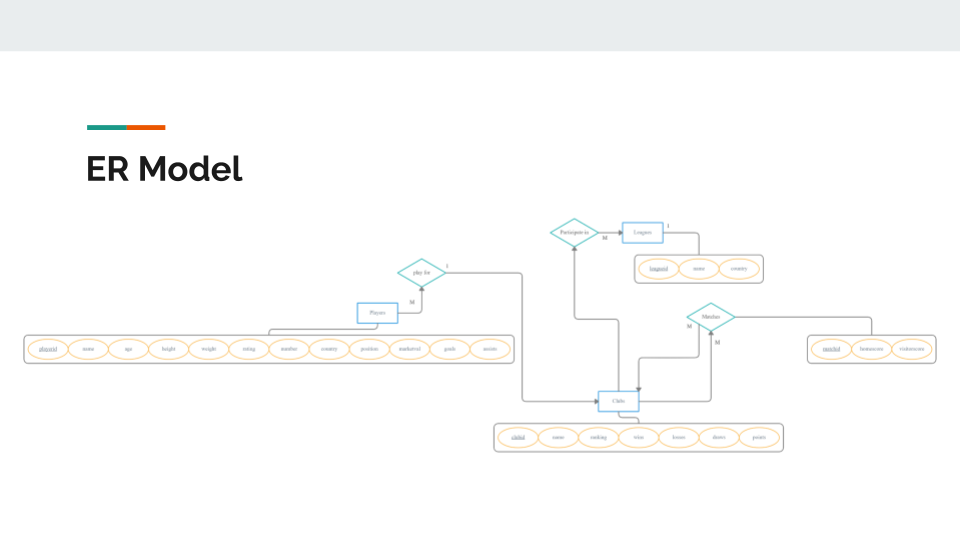 ER Model
Participate in
M
Leagues
1
leagueid
name
country
play for
1
M
Players
playerid
name
age
height
weight
rating
number
country
position
marketval
goals
assists
Matches
M
M
matchid
homescore
visitorscore
Clubs
clubid
name
ranking
wins
losses
draws
points